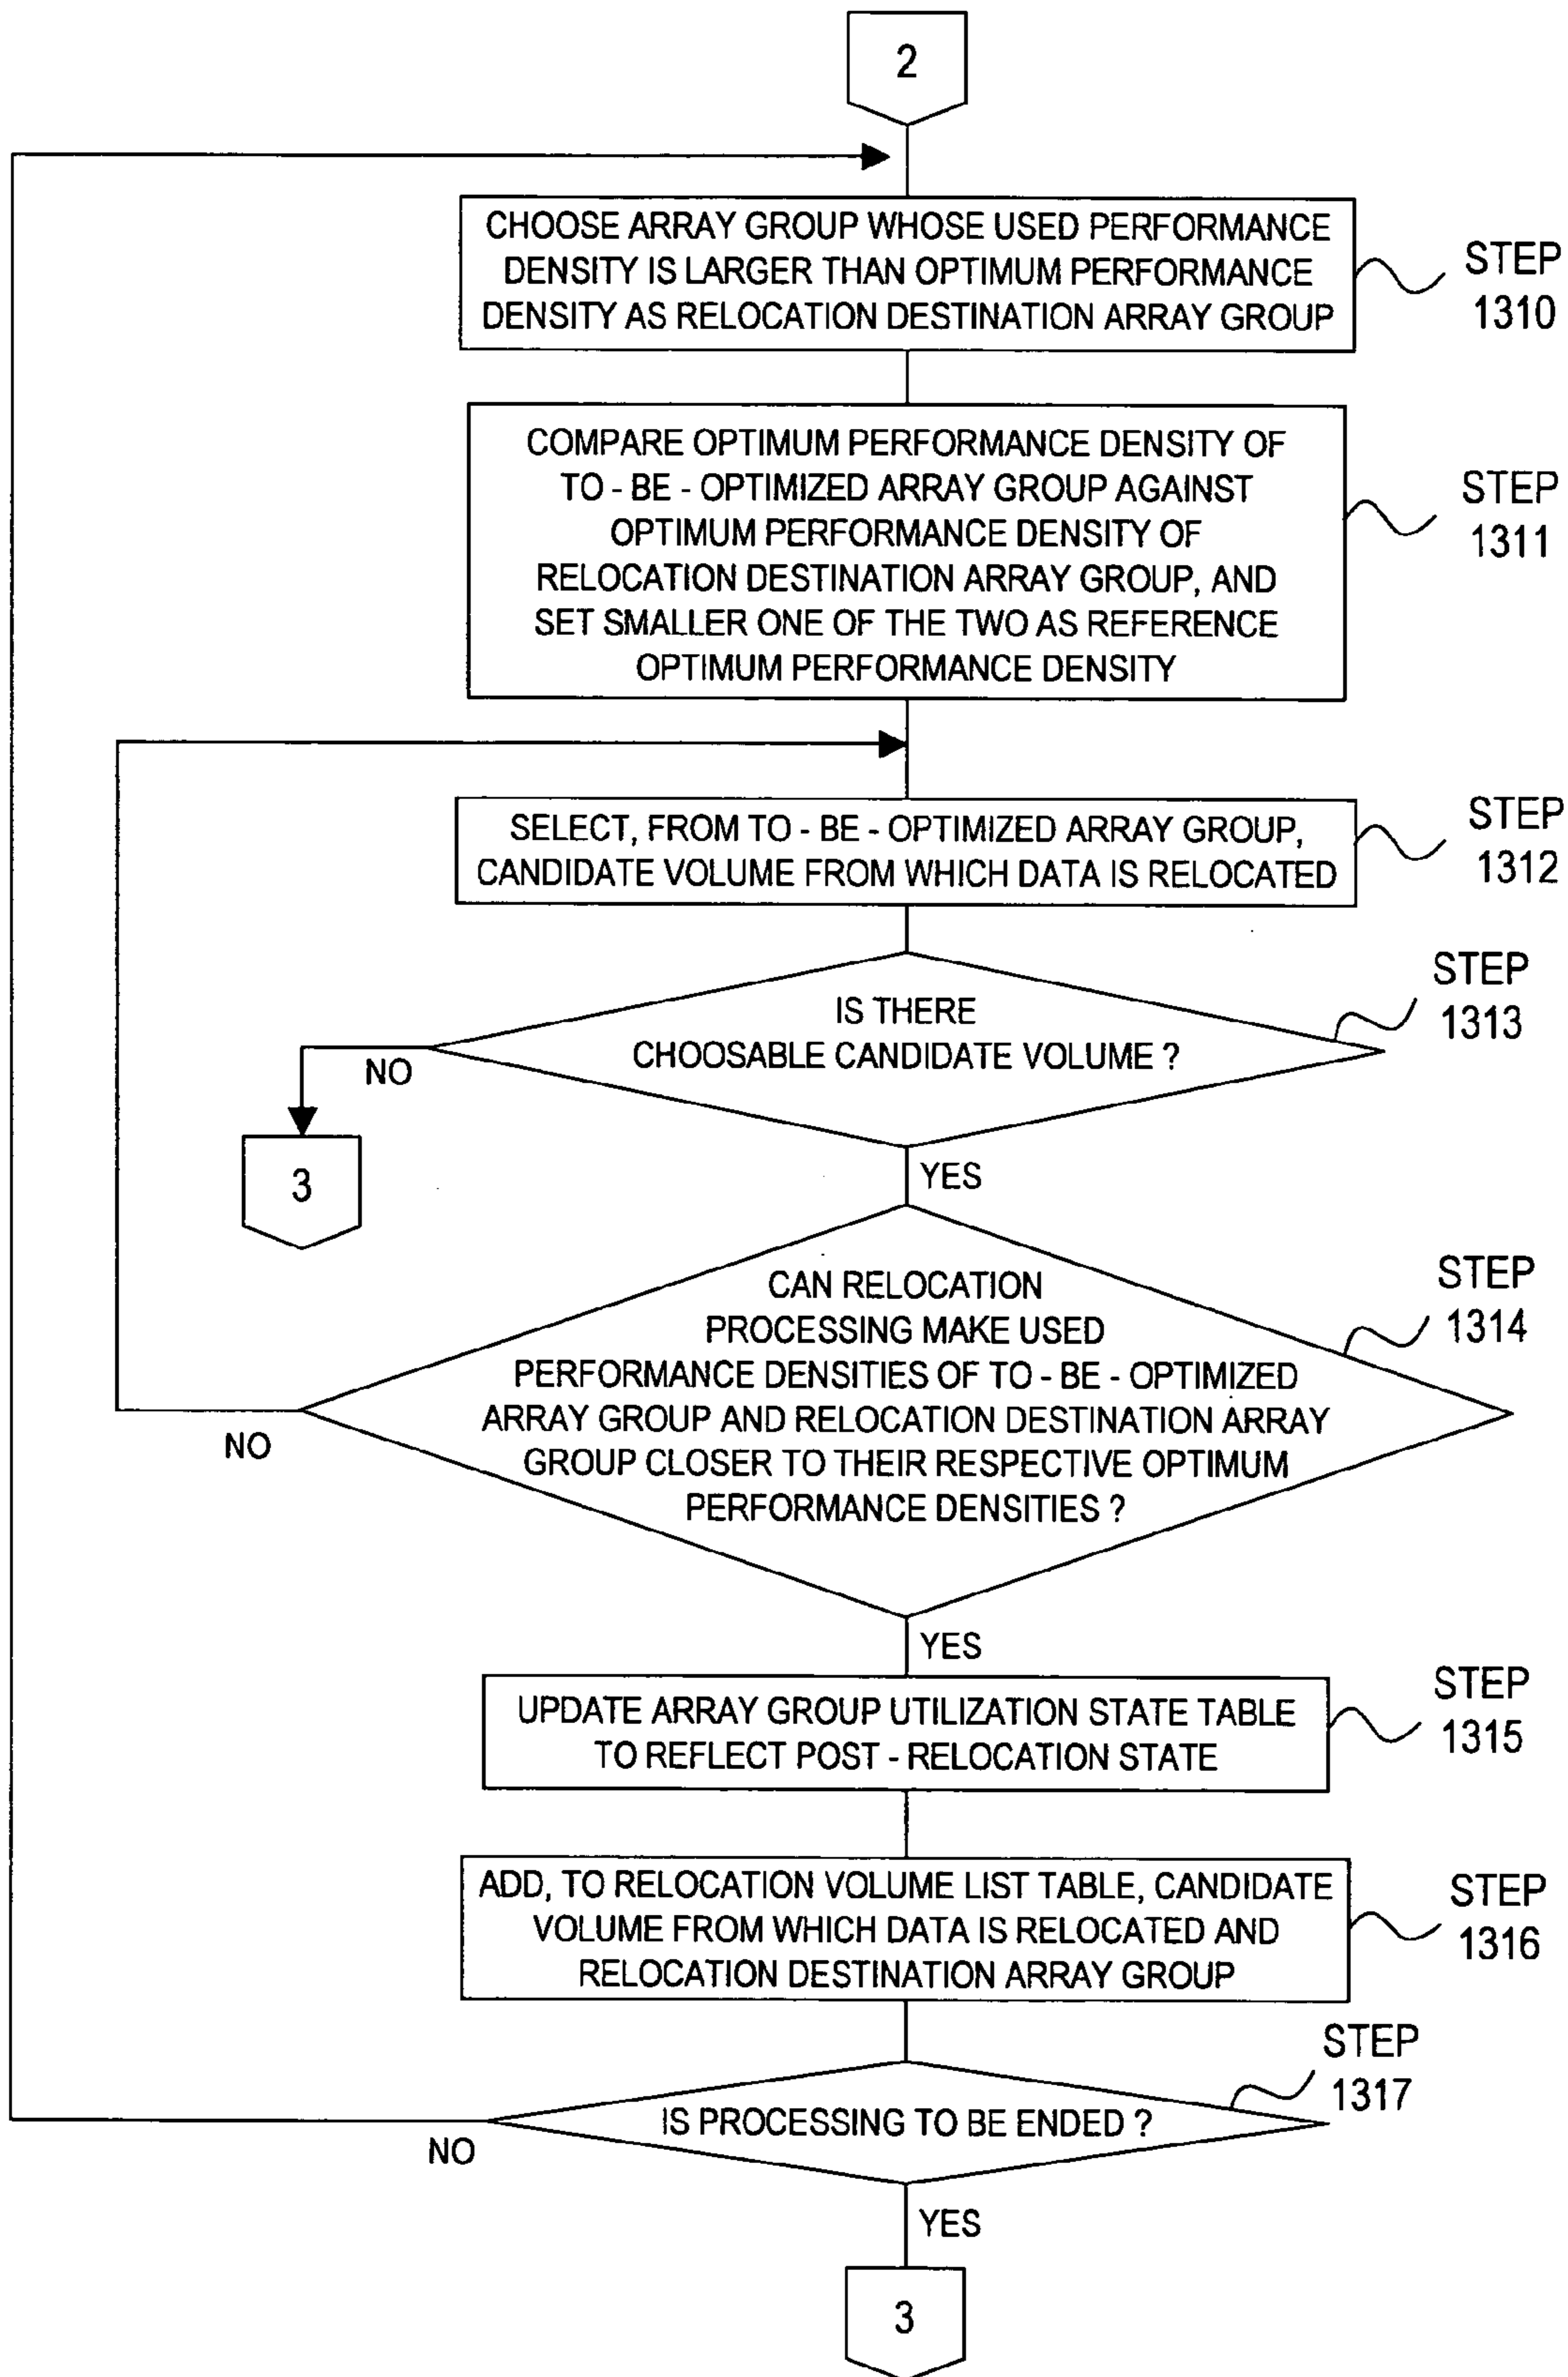 2
CHOOSE ARRAY GROUP WHOSE USED PERFORMANCE
DENSITY IS LARGER THAN OPTIMUM PERFORMANCE
DENSITY AS RELOCATION DESTINATION ARRAY GROUP
STEP
1310
COMPARE OPTIMUM PERFORMANCE DENSITY OF
TO - BE - OPTIMIZED ARRAY GROUP AGAINST
OPTIMUM PERFORMANCE DENSITY OF
RELOCATION DESTINATION ARRAY GROUP, AND
SET SMALLER ONE OF THE TWO AS REFERENCE
OPTIMUM PERFORMANCE DENSITY
STEP
1311
SELECT, FROM TO - BE - OPTIMIZED ARRAY GROUP,
CANDIDATE VOLUME FROM WHICH DATA IS RELOCATED
STEP
1312
IS THERE
CHOOSABLE CANDIDATE VOLUME ?
STEP
1313
NO
3
YES
CAN RELOCATION
PROCESSING MAKE USED
PERFORMANCE DENSITIES OF TO - BE - OPTIMIZED
ARRAY GROUP AND RELOCATION DESTINATION ARRAY
GROUP CLOSER TO THEIR RESPECTIVE OPTIMUM
PERFORMANCE DENSITIES ?
STEP
1314
NO
YES
UPDATE ARRAY GROUP UTILIZATION STATE TABLE
TO REFLECT POST - RELOCATION STATE
STEP
1315
ADD, TO RELOCATION VOLUME LIST TABLE, CANDIDATE
VOLUME FROM WHICH DATA IS RELOCATED AND
RELOCATION DESTINATION ARRAY GROUP
STEP
1316
IS PROCESSING TO BE ENDED ?
STEP
1317
NO
YES
3